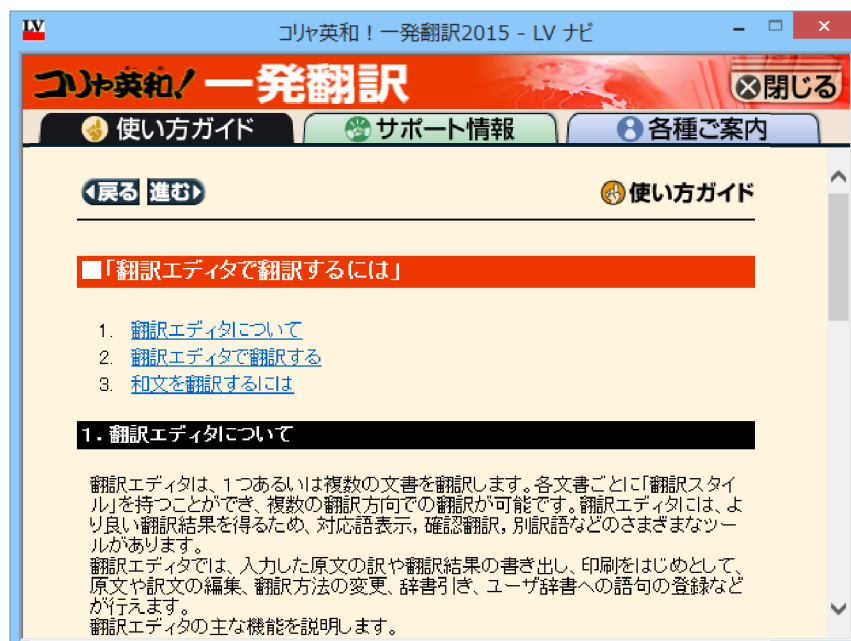 LV
コリャ英和！一発翻訳2015 - LV ナビ
コリャ英和！一発翻訳
閉じる
使い方ガイド
サポート情報
各種ご案内
戻る 進む
使い方ガイド
■「翻訳エディタで翻訳するには」
1. 翻訳エディタについて
2. 翻訳エディタで翻訳する
3. 和文を翻訳するには
1．翻訳エディタについて
翻訳エディタは、1つあるいは複数の文書を翻訳します。各文書ごとに「翻訳スタイ
ル」を持つことができ、複数の翻訳方向での翻訳が可能です。翻訳エディタには、よ
り良い翻訳結果を得るため、対応語表示，確認翻訳，別訳語などのさまざまなツー
ルがあります。
翻訳エディタでは、入力した原文の訳や翻訳結果の書き出し、印刷をはじめとして、
原文や訳文の編集、翻訳方法の変更、辞書引き、ユーザ辞書への語句の登録など
が行えます。
翻訳エディタの主な機能を説明します。